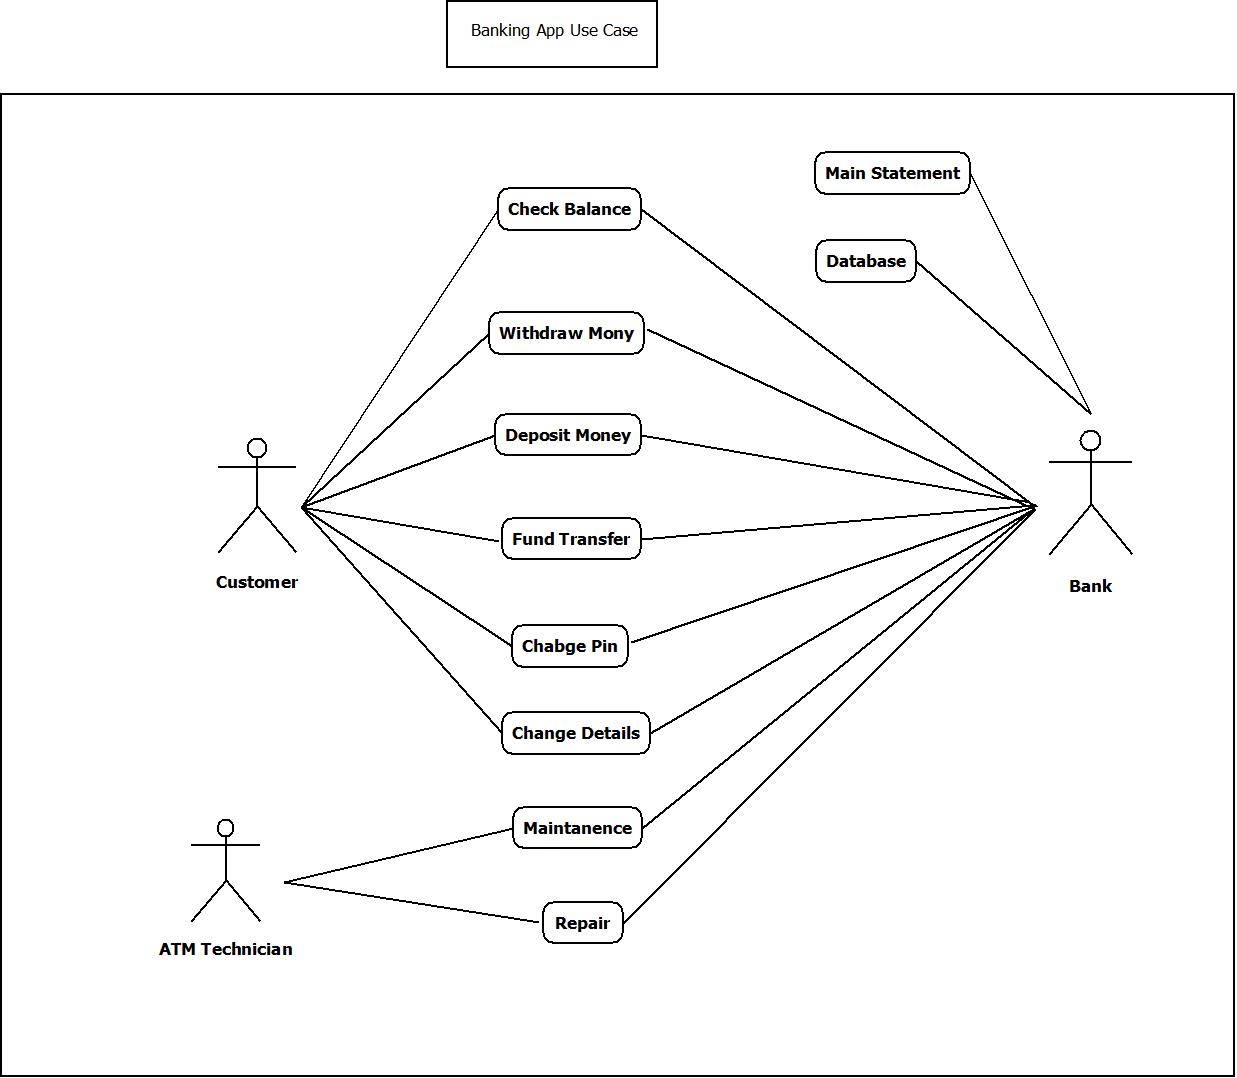 Banking App Use Case
Main Statement
Check Balance
Database
Withdraw Mony
Deposit Money
Fund Transfer
Customer
Bank
Chabge Pin
Change Details
Maintanence
Repair
ATM Technician